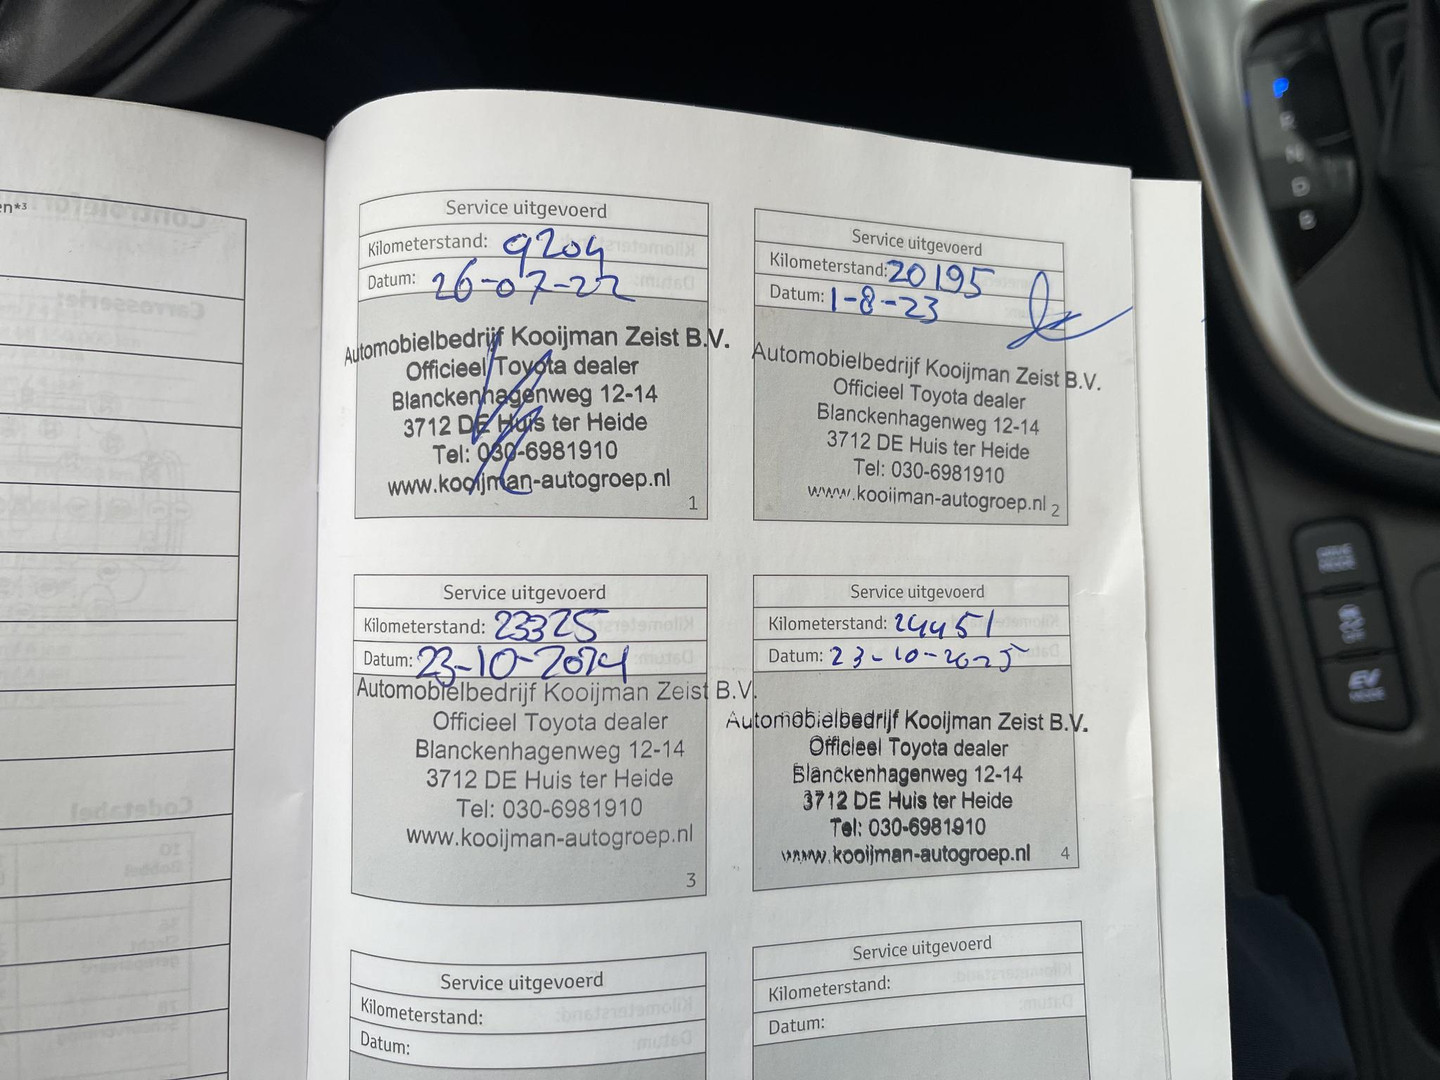 en*3
Service uitgevoerd
Kilometerstand: 9204
Datum: 26-07-22
Automobielbedrijf Kooijman Zeist B.V.
Officieel Toyota dealer
Blanckenhagenweg 12-14
3712 DE Huis ter Heide
Tel: 030-6981910
www.kooijman-autogroep.nl
1
Service uitgevoerd
Kilometerstand: 20195
Datum: 1-8-23
Automobielbedrijf Kooijman Zeist B.V.
Officieel Toyota dealer
Blanckenhagenweg 12-14
3712 DE Huis ter Heide
Tel: 030-6981910
www.kooijman-autogroep.nl
2
Service uitgevoerd
Kilometerstand: 23325
Datum: 23-10-2024
Automobielbedrijf Kooijman Zeist B.V.
Officieel Toyota dealer
Blanckenhagenweg 12-14
3712 DE Huis ter Heide
Tel: 030-6981910
www.kooijman-autogroep.nl
3
Service uitgevoerd
Kilometerstand: 24451
Datum: 23-10-2025
Automobielbedrijf Kooijman Zeist B.V.
Officieel Toyota dealer
Blanckenhagenweg 12-14
3712 DE Huis ter Heide
Tel: 030-6981910
www.kooijman-autogroep.nl
4
Service uitgevoerd
Kilometerstand:
Datum:
Service uitgevoerd
Kilometerstand:
Datum:
P
R
N
D
B
DRIVE
MODE
EV
MODE